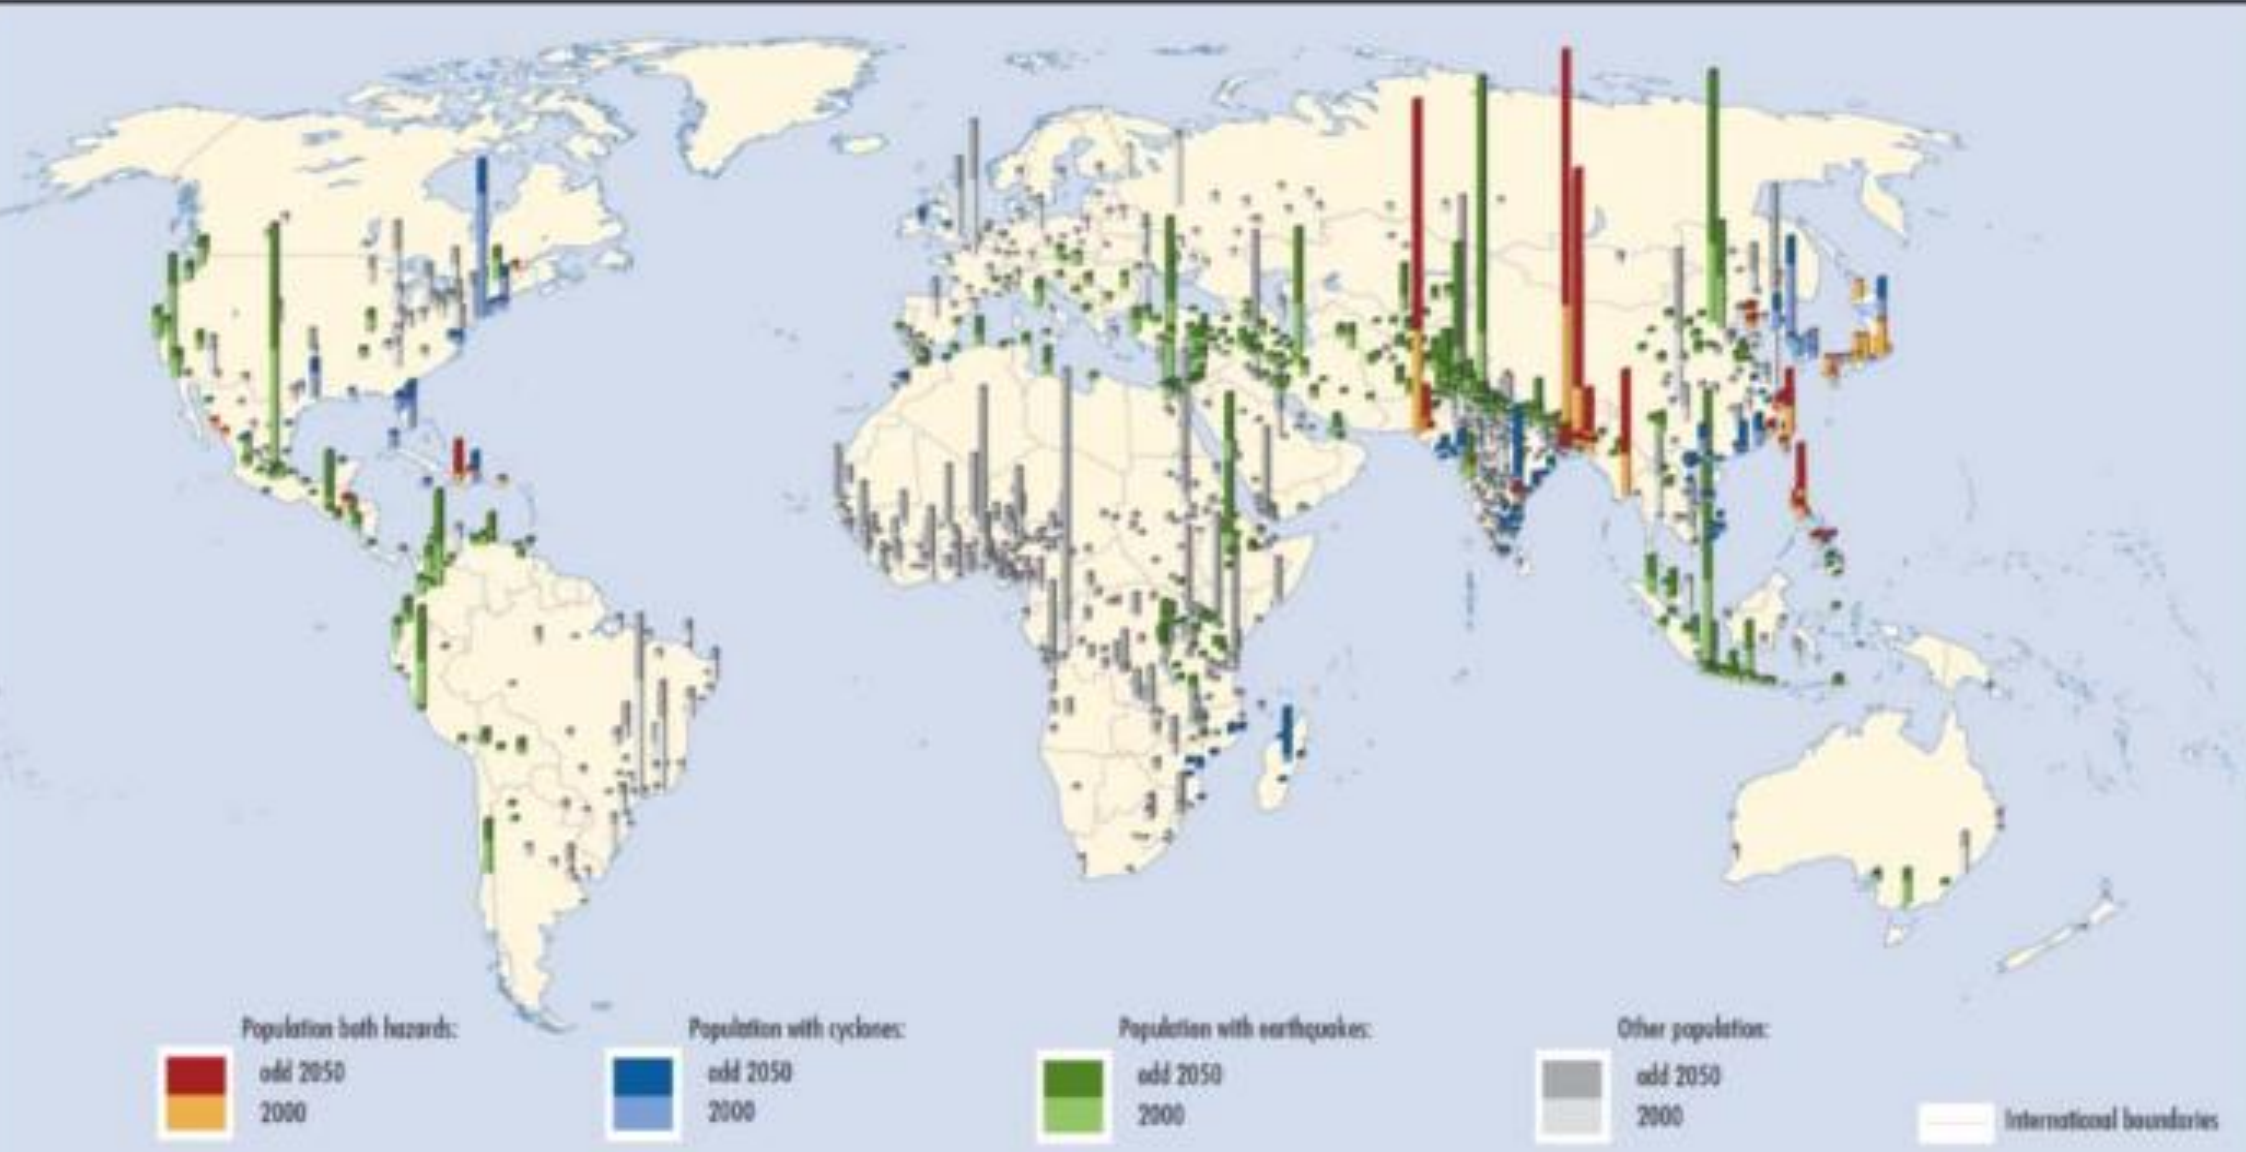 Population both hazards:
add 2050
2000
Population with cyclones:
add 2050
2000
Population with earthquakes:
add 2050
2000
Other population:
add 2050
2000
International boundaries